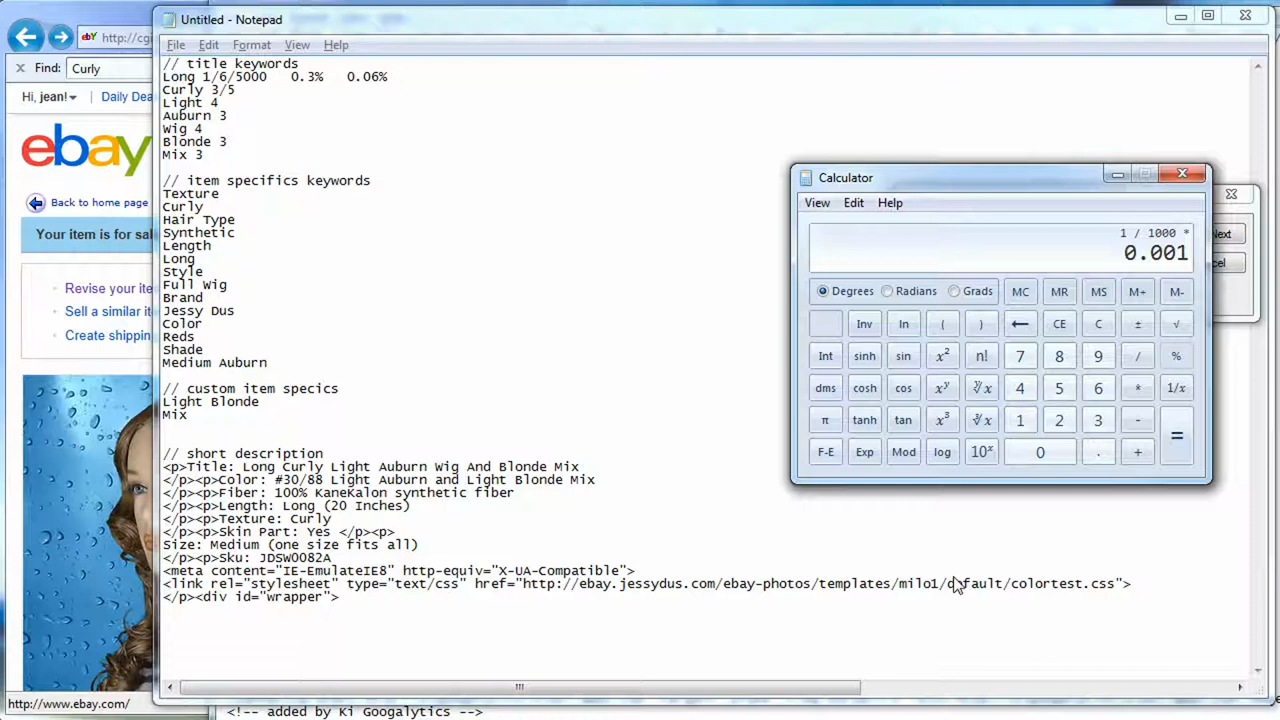 Untitled - Notepad
ebY http://cg
File Edit Format View Help
Find: Curly
Hi, jean! Daily Dea
ebay
Back to home page
Your item is for sal
Revise your ite
Sell a similar it
Create shippin
// title keywords
Long 1/6/5000 0.3% 0.06%
Curly 3/5
Light 4
Auburn 3
Wig 4
Blonde 3
Mix 3
// item specifics keywords
Texture
Curly
Hair Type
Synthetic
Length
Long
Style
Full Wig
Brand
Jessy Dus
Color
Reds
Shade
Medium Auburn
// custom item specics
Light Blonde
Mix
// short description
<p>Title: Long Curly Light Auburn Wig And Blonde Mix
</p><p>Color: #30/88 Light Auburn and Light Blonde Mix
</p><p>Fiber: 100% KaneKalon synthetic fiber
</p><p>Length: Long (20 Inches)
</p><p>Texture: Curly
</p><p>Skin Part: Yes </p><p>
Size: Medium (one size fits all)
</p><p>Sku: JDSW0082A
<meta content="IE-EmulateIE8" http-equiv="X-UA-Compatible">
<link rel="stylesheet" type="text/css" href="http://ebay.jessydus.com/ebay-photos/templates/milo1/default/colortest.css">
</p><div id="wrapper">
Calculator
View Edit Help
1 / 1000 *
0.001
Degrees Radians Grads MC MR MS M+ M-
Inv ln ( ) ← CE C ± √
Int sinh sin x² n! 7 8 9 / %
dms cosh cos xʸ ʸ√x 4 5 6 * 1/x
π tanh tan x³ ³√x 1 2 3 - =
F-E Exp Mod log 10ˣ 0 . +
ext
cel
http://www.ebay.com/
<!-- added by Ki Googalytics -->